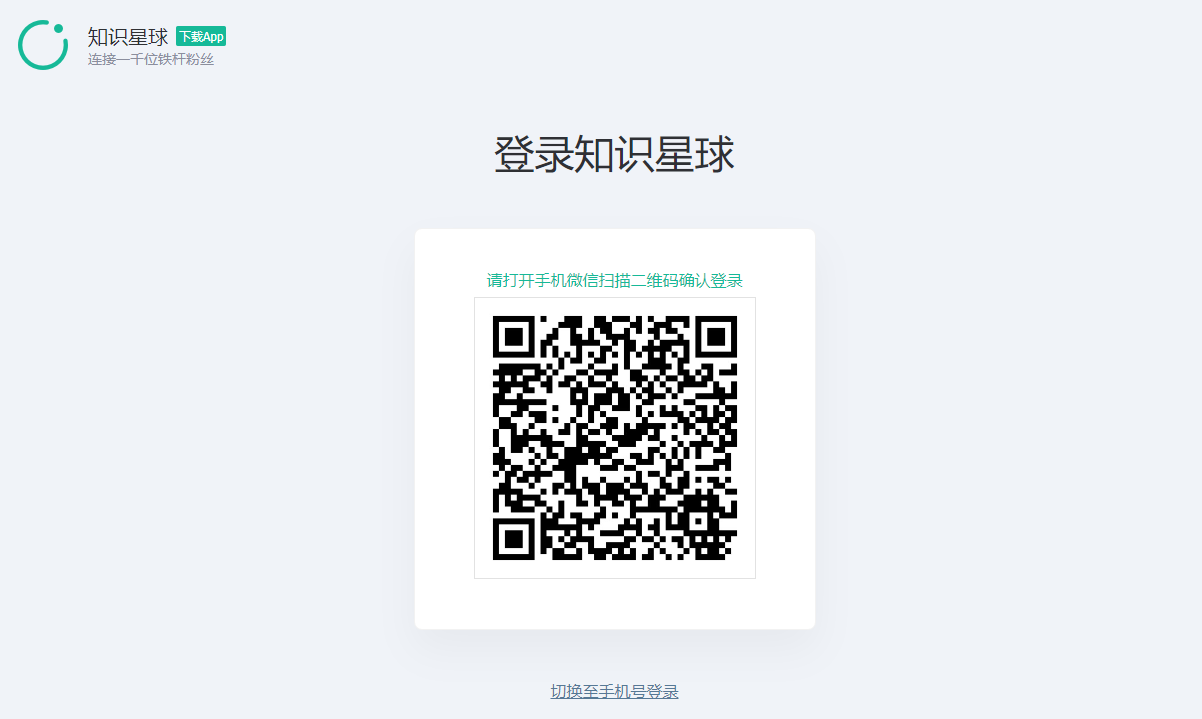 知识星球 下载App
连接一千位铁杆粉丝
登录知识星球
请打开手机微信扫描二维码确认登录
切换至手机号登录